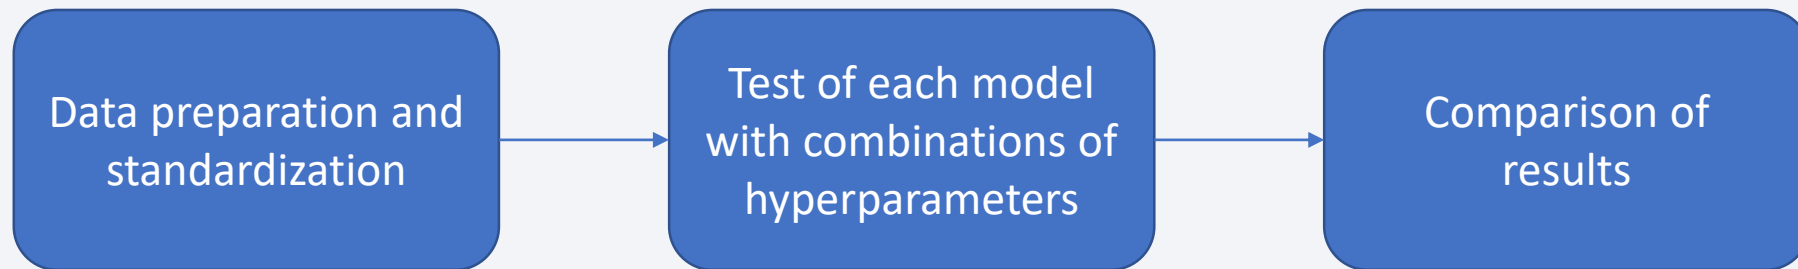 Data preparation and
standardization
Test of each model
with combinations of
hyperparameters
Comparison of
results